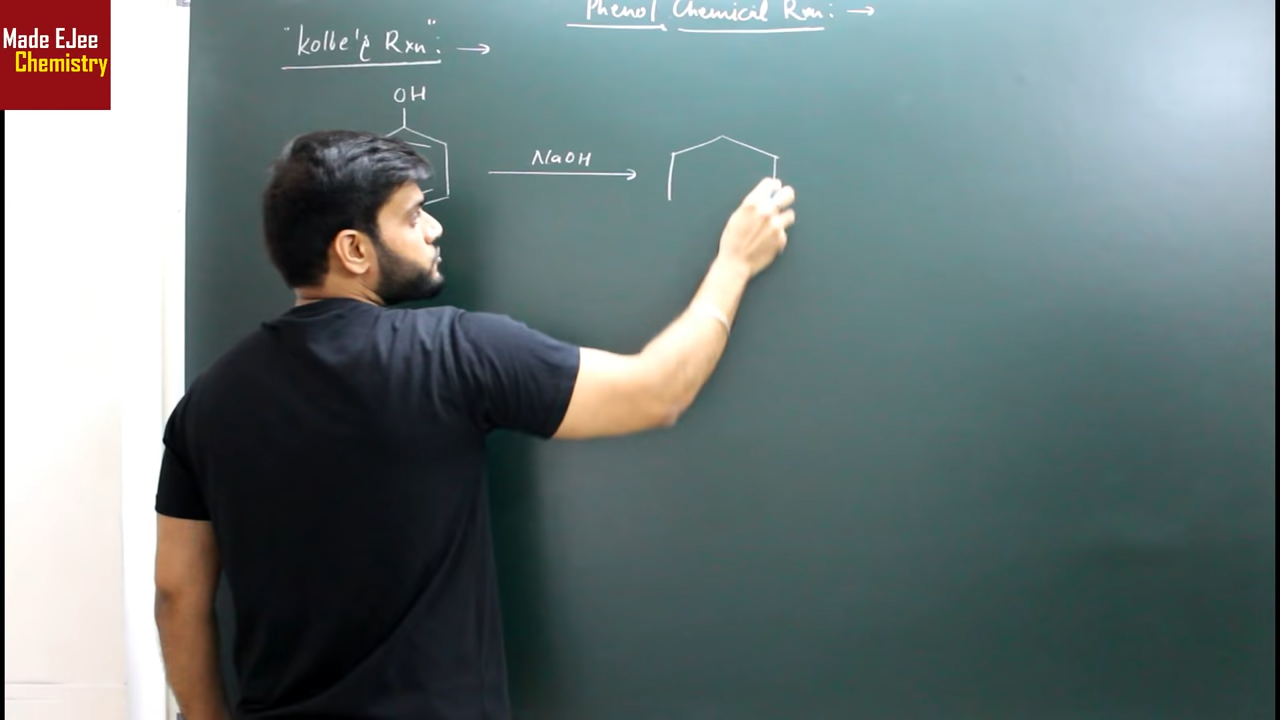 Made EJee
Chemistry
Phenol Chemical Rxn: →
"Kolbe's Rxn": →
OH
NaOH